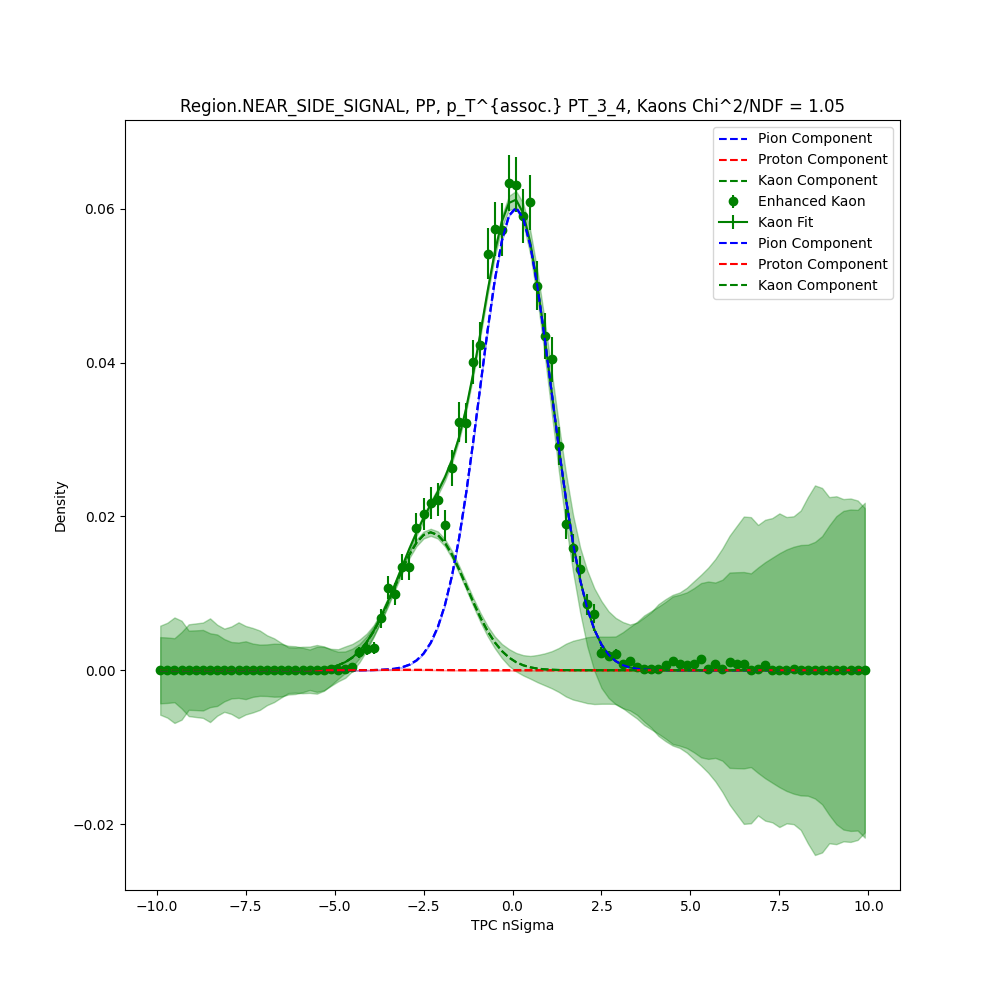 Region.NEAR_SIDE_SIGNAL, PP, p_T^{assoc.} PT_3_4, Kaons Chi^2/NDF = 1.05
Pion Component
Proton Component
Kaon Component
Enhanced Kaon
Kaon Fit
Pion Component
Proton Component
Kaon Component
0.06
0.04
0.02
0.00
−0.02
Density
−10.0 −7.5 −5.0 −2.5 0.0 2.5 5.0 7.5 10.0
TPC nSigma